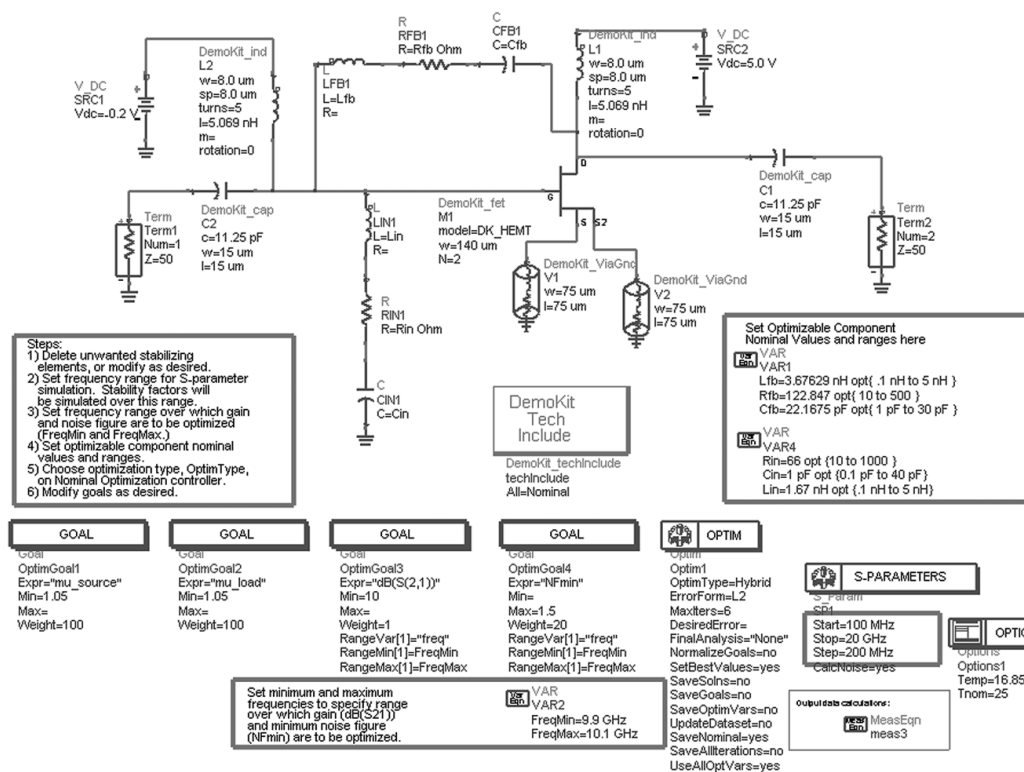 R
RFB1
R=Rfb Ohm
C
CFB1
C=Cfb
DemoKit_ind
L1
w=8.0 um
sp=8.0 um
turns=5
l=5.069 nH
m=
rotation=0
V_DC
SRC2
Vdc=5.0 V
DemoKit_ind
L2
w=8.0 um
sp=8.0 um
turns=5
l=5.069 nH
m=
rotation=0
L
LFB1
L=Lfb
R=
V_DC
SRC1
Vdc=-0.2 V
D
G
S
S2
Term
Term1
Num=1
Z=50
DemoKit_cap
C2
c=11.25 pF
w=15 um
l=15 um
L
LIN1
L=Lin
R=
DemoKit_fet
M1
model=DK_HEMT
w=140 um
N=2
DemoKit_cap
C1
c=11.25 pF
w=15 um
l=15 um
Term
Term2
Num=2
Z=50
DemoKit_ViaGnd
V1
w=75 um
l=75 um
DemoKit_ViaGnd
V2
w=75 um
l=75 um
R
RIN1
R=Rin Ohm
C
CIN1
C=Cin
Steps:
1) Delete unwanted stabilizing
elements, or modify as desired.
2) Set frequency range for S-parameter
simulation. Stability factors will
be simulated over this range.
3) Set frequency range over which gain
and noise figure are to be optimized
(FreqMin and FreqMax.)
4) Set optimizable component nominal
values and ranges.
5) Choose optimization type, OptimType,
on Nominal Optimization controller.
6) Modify goals as desired.
DemoKit
Tech
Include
DemoKit_techInclude
techInclude
All=Nominal
Set Optimizable Component
Nominal Values and ranges here
Var
Eqn
VAR
VAR1
Lfb=3.67629 nH opt{ .1 nH to 5 nH }
Rfb=122.847 opt{ 10 to 500 }
Cfb=22.1675 pF opt{ 1 pF to 30 pF }
Var
Eqn
VAR
VAR4
Rin=66 opt {10 to 1000 }
Cin=1 pF opt {0.1 pF to 40 pF }
Lin=1.67 nH opt {.1 nH to 5 nH}
GOAL
Goal
OptimGoal1
Expr="mu_source"
Min=1.05
Max=
Weight=100
GOAL
Goal
OptimGoal2
Expr="mu_load"
Min=1.05
Max=
Weight=100
GOAL
Goal
OptimGoal3
Expr="dB(S(2,1))"
Min=10
Max=
Weight=1
RangeVar[1]="freq"
RangeMin[1]=FreqMin
RangeMax[1]=FreqMax
GOAL
Goal
OptimGoal4
Expr="NFmin"
Min=
Max=1.5
Weight=20
RangeVar[1]="freq"
RangeMin[1]=FreqMin
RangeMax[1]=FreqMax
OPTIM
Optim
Optim1
OptimType=Hybrid
ErrorForm=L2
MaxIters=6
DesiredError=
FinalAnalysis="None"
NormalizeGoals=no
SetBestValues=yes
SaveSolns=no
SaveGoals=no
SaveOptimVars=no
UpdateDataset=no
SaveNominal=yes
SaveAllIterations=no
UseAllOptVars=yes
S-PARAMETERS
S_Param
SP1
Start=100 MHz
Stop=20 GHz
Step=200 MHz
CalcNoise=yes
OPTIO
Options
Options1
Temp=16.85
Tnom=25
Set minimum and maximum
frequencies to specify range
over which gain (dB(S21))
and minimum noise figure
(NFmin) are to be optimized.
Var
Eqn
VAR
VAR2
FreqMin=9.9 GHz
FreqMax=10.1 GHz
Output data calculations:
Meas
Eqn
MeasEqn
meas3